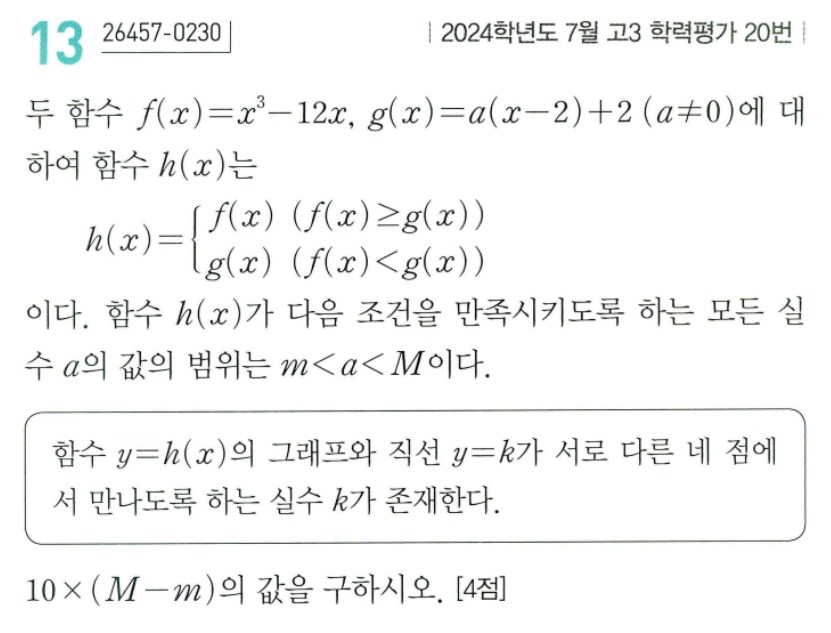 13 26457-0230 | 2024학년도 7월 고3 학력평가 20번 |
두 함수 f(x)=x³-12x, g(x)=a(x-2)+2 (a≠0)에 대
하여 함수 h(x)는
h(x)={ f(x) (f(x)≥g(x))
g(x) (f(x)<g(x))
이다. 함수 h(x)가 다음 조건을 만족시키도록 하는 모든 실
수 a의 값의 범위는 m<a<M이다.
함수 y=h(x)의 그래프와 직선 y=k가 서로 다른 네 점에
서 만나도록 하는 실수 k가 존재한다.
10×(M-m)의 값을 구하시오. [4점]